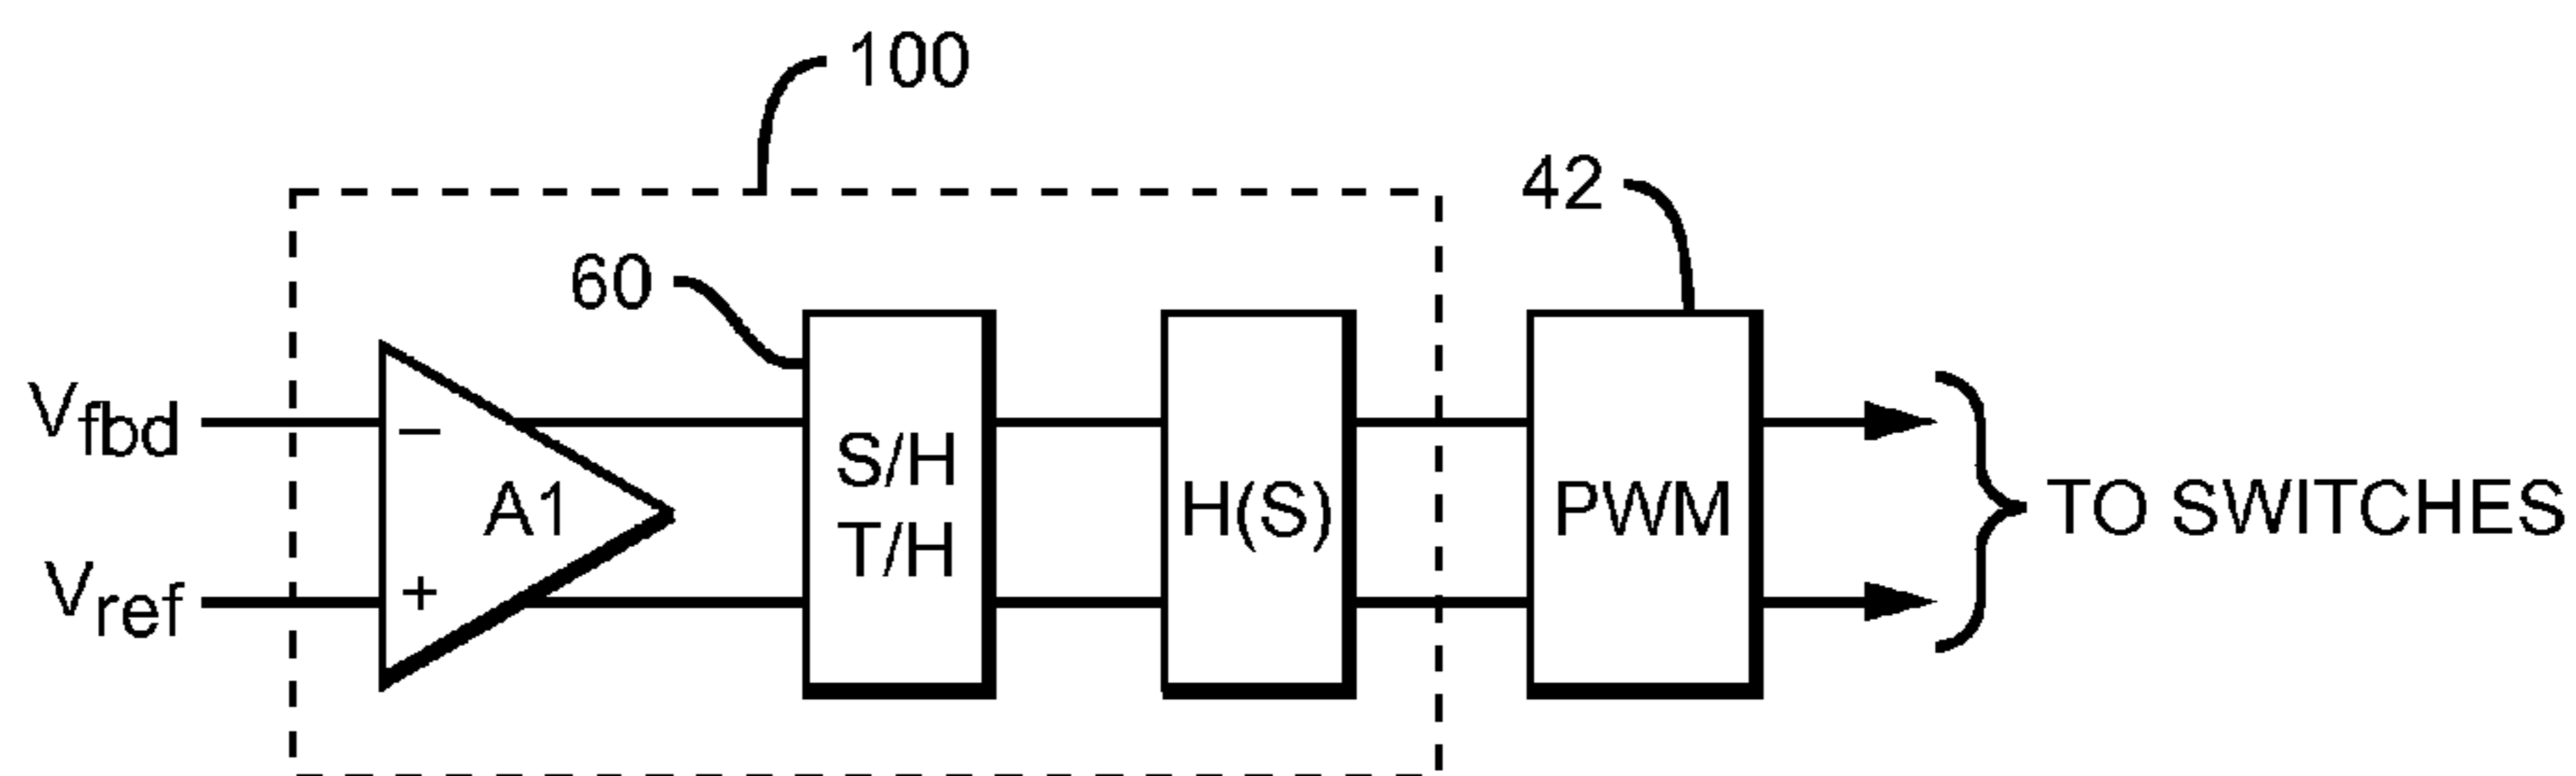 100
42
60
Vfbd
−
A1
Vref
+
S/H
T/H
H(S)
PWM
TO SWITCHES